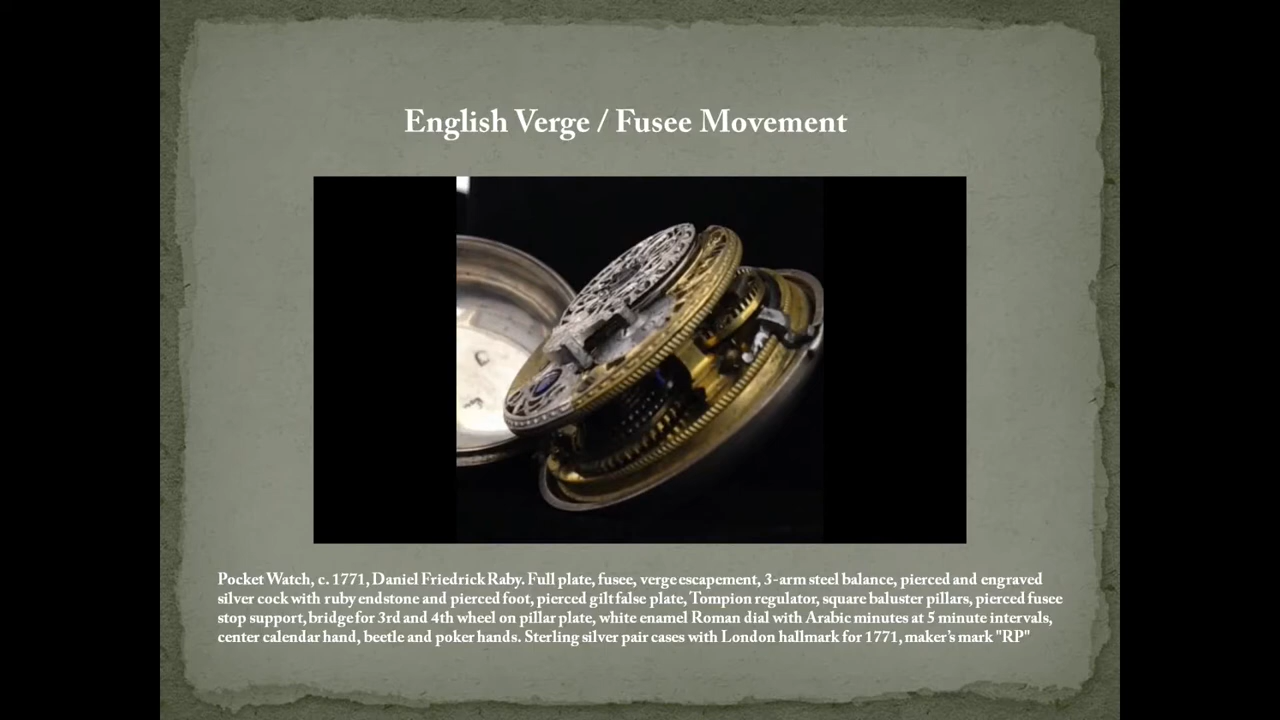 English Verge / Fusee Movement
Pocket Watch, c. 1771, Daniel Friedrick Raby. Full plate, fusee, verge escapement, 3-arm steel balance, pierced and engraved
silver cock with ruby endstone and pierced foot, pierced gilt false plate, Tompion regulator, square baluster pillars, pierced fusee
stop support, bridge for 3rd and 4th wheel on pillar plate, white enamel Roman dial with Arabic minutes at 5 minute intervals,
center calendar hand, beetle and poker hands. Sterling silver pair cases with London hallmark for 1771, maker's mark "RP"